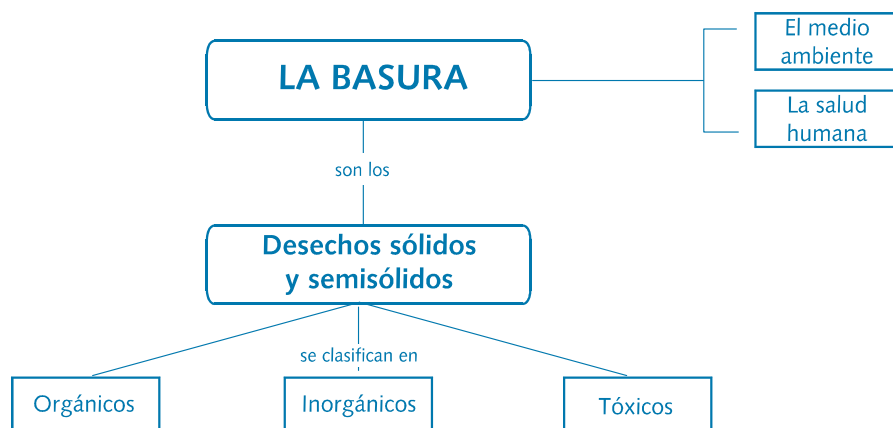 LA BASURA
El medio
ambiente
La salud
humana
son los
Desechos sólidos
y semisólidos
se clasifican en
Orgánicos
Inorgánicos
Tóxicos